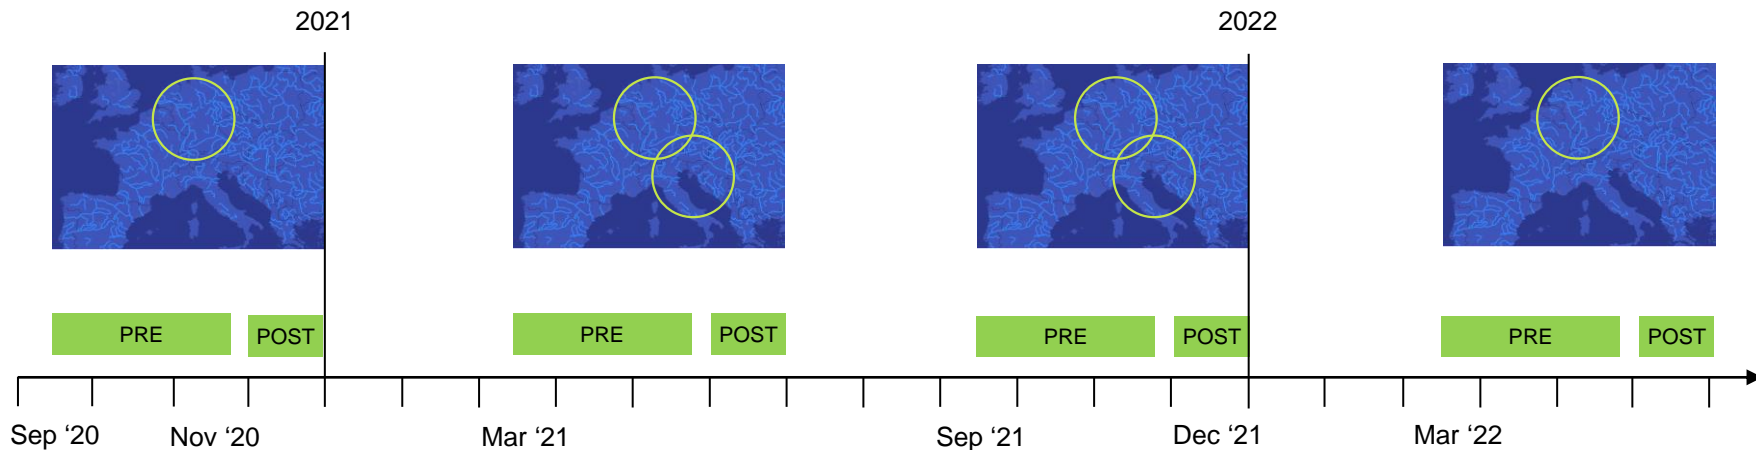 2021
2022
PRE
POST
PRE
POST
PRE
POST
PRE
POST
Sep ‘20
Nov ‘20
Mar ‘21
Sep ‘21
Dec ‘21
Mar ‘22